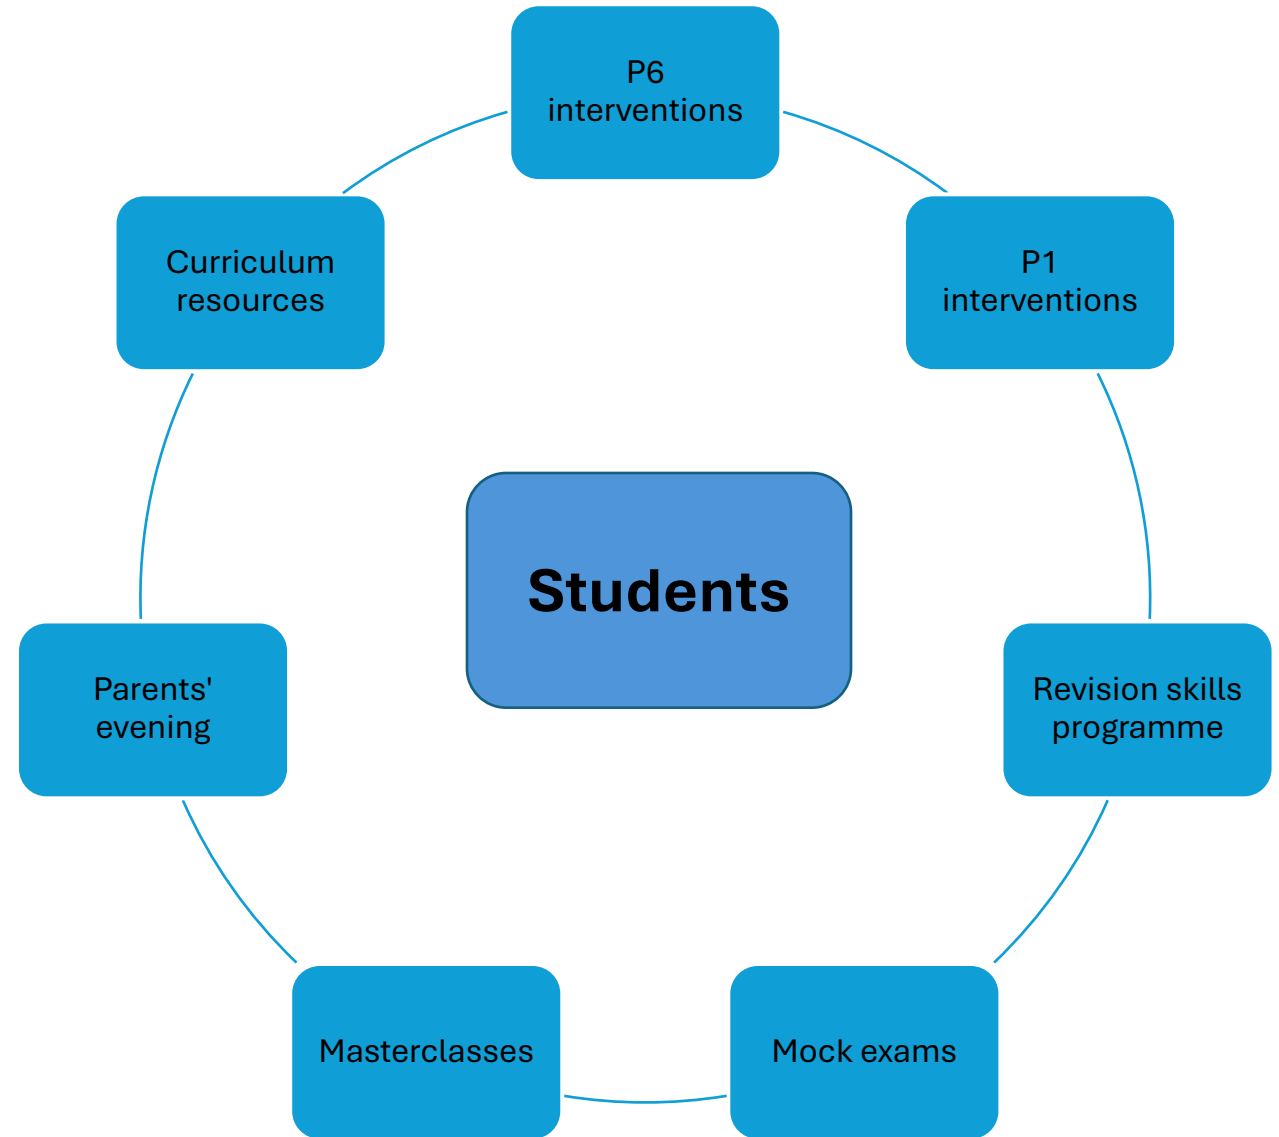 P6
interventions
Curriculum
resources
P1
interventions
Students
Parents'
evening
Revision skills
programme
Masterclasses
Mock exams